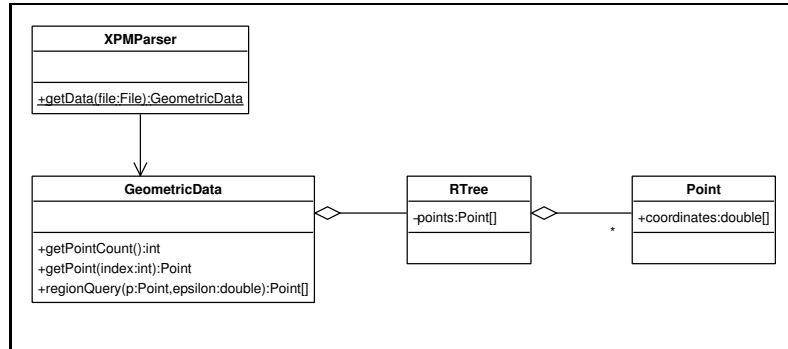 XPMParser
+getData(file:File):GeometricData
GeometricData
+getPointCount():int
+getPoint(index:int):Point
+regionQuery(p:Point,epsilon:double):Point[]
RTree
-points:Point[]
Point
+coordinates:double[]
*